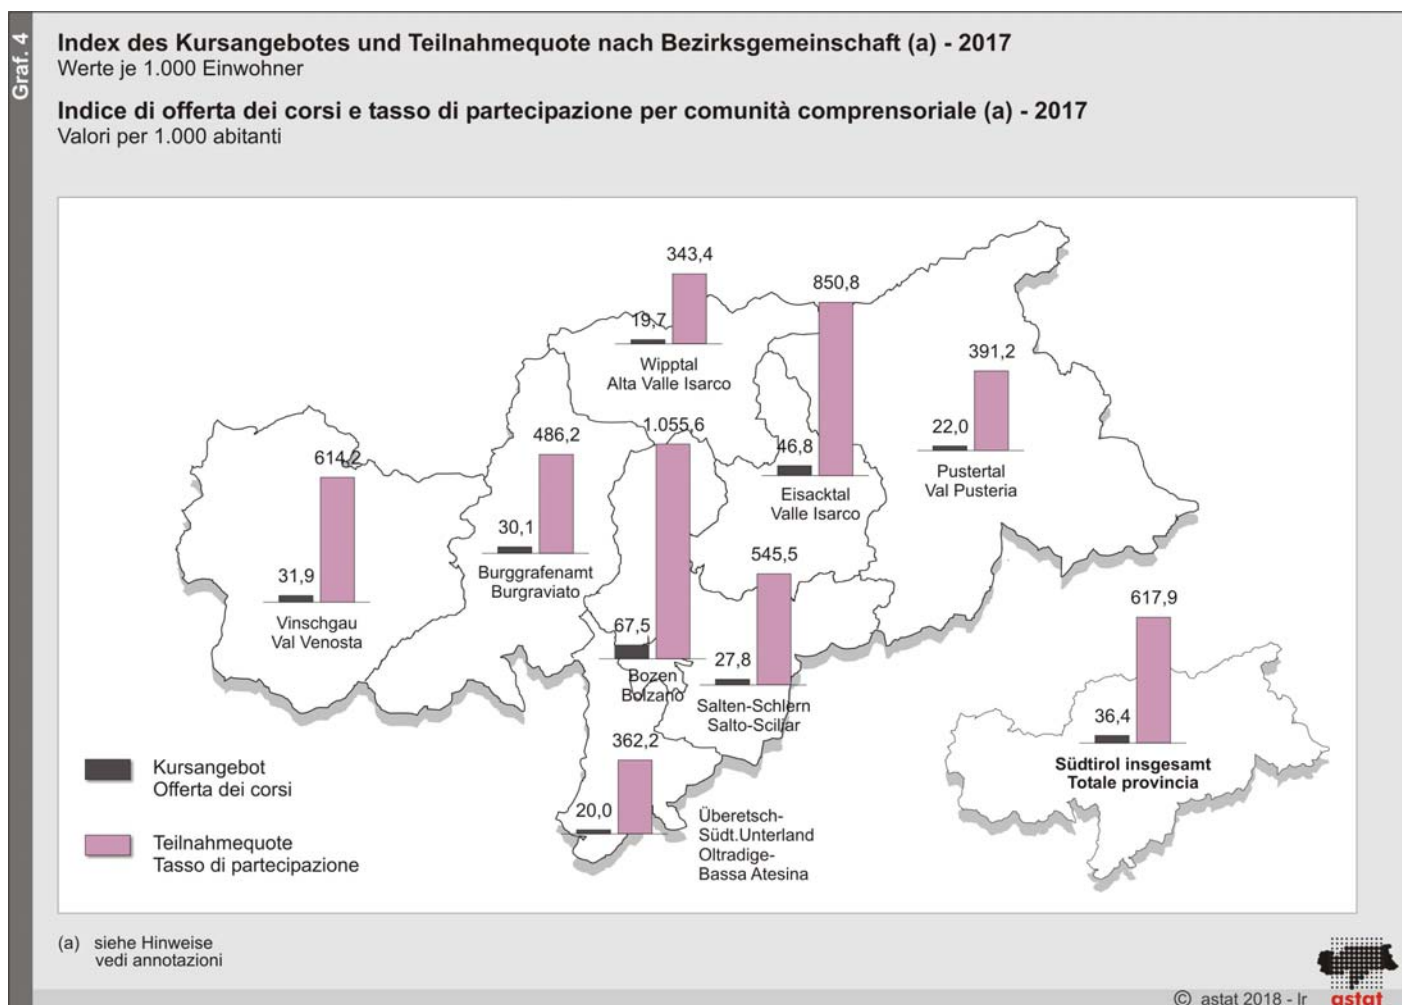 Graf. 4
Index des Kursangebotes und Teilnahmequote nach Bezirksgemeinschaft (a) - 2017
Werte je 1.000 Einwohner
Indice di offerta dei corsi e tasso di partecipazione per comunità comprensoriale (a) - 2017
Valori per 1.000 abitanti
343,4
19,7
Wipptal
Alta Valle Isarco
850,8
46,8
Eisacktal
Valle Isarco
391,2
22,0
Pustertal
Val Pusteria
614,2
31,9
Vinschgau
Val Venosta
486,2
30,1
Burggrafenamt
Burgraviato
1.055,6
67,5
Bozen
Bolzano
545,5
27,8
Salten-Schlern
Salto-Sciliar
362,2
20,0
Überetsch-
Südt.Unterland
Oltradige-
Bassa Atesina
617,9
36,4
Südtirol insgesamt
Totale provincia
Kursangebot
Offerta dei corsi
Teilnahmequote
Tasso di partecipazione
(a) siehe Hinweise
vedi annotazioni
© astat 2018 - lr
astat